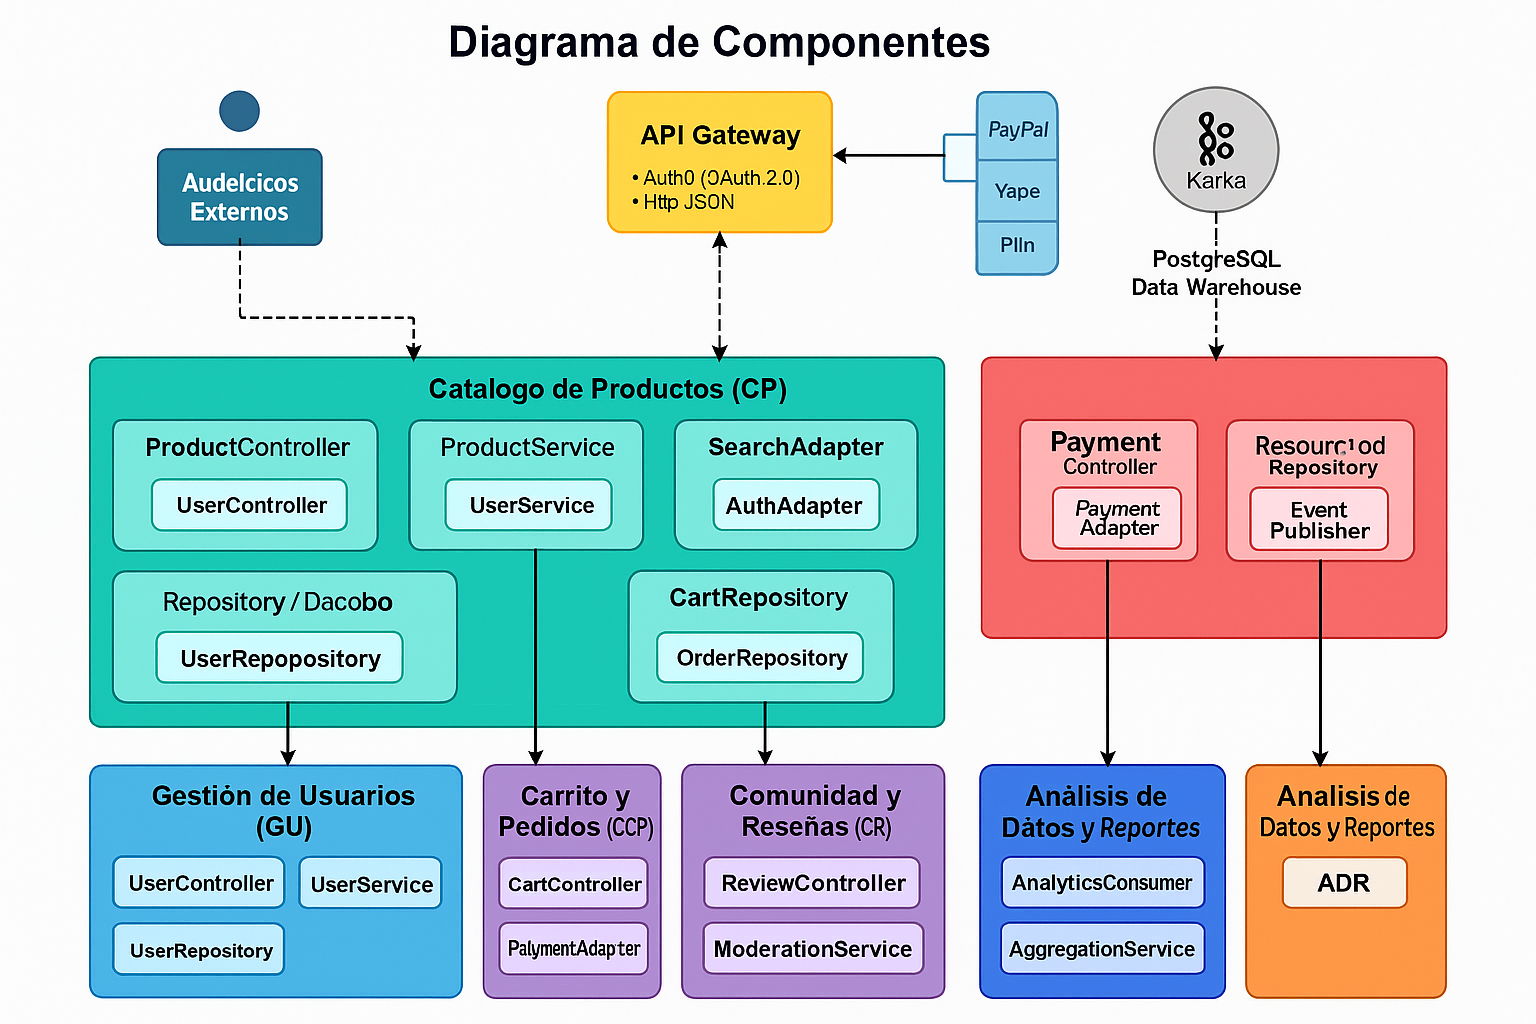 Diagrama de Componentes
Audelcicos
Externos
API Gateway
• Auth0 (OAuth.2.0)
• Http JSON
PayPal
Yape
Plln
Karka
PostgreSQL
Data Warehouse
Catalogo de Productos (CP)
ProductController
UserController
ProductService
UserService
SearchAdapter
AuthAdapter
Repository / Dacobo
UserRepopository
CartRepository
OrderRepository
Payment
Controller
Payment
Adapter
Repository
Event
Publisher
Gestión de Usuarios
(GU)
UserController
UserService
UserRepository
Carrito y
Pedidos (CCP)
CartController
PalymentAdapter
Comunidad y
Reseñas (CR)
ReviewController
ModerationService
Análisis de
Dátos y Reportes
AnalyticsConsumer
AggregationService
Analisis de
Datos y Reportes
ADR